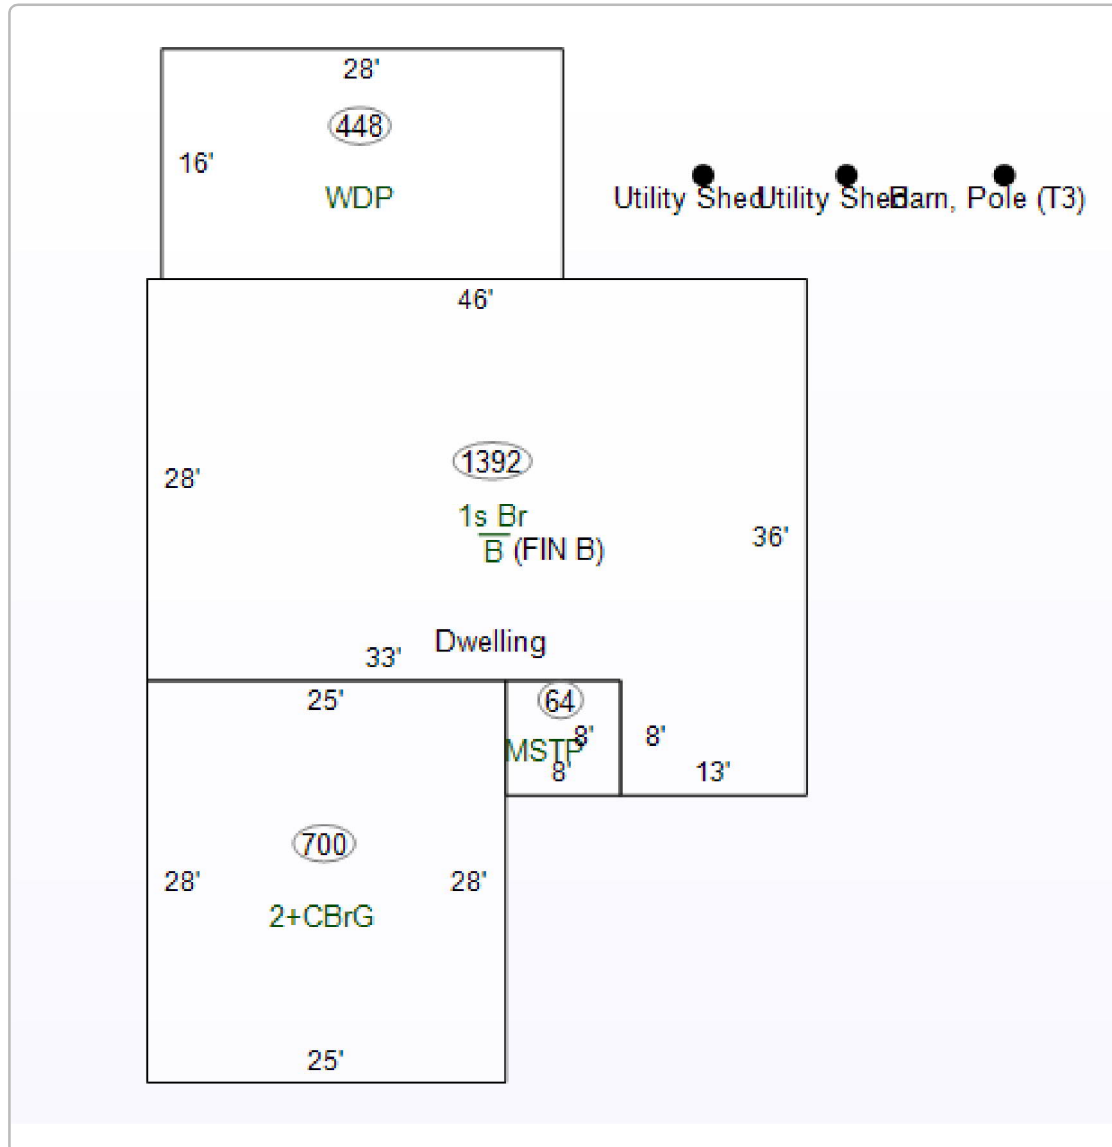 28'
448
16'
WDP
Utility Shed
Utility Shed
Barn, Pole (T3)
46'
1392
28'
1s Br
B (FIN B)
36'
Dwelling
33'
25'
64
8'
8'
MSTP
8'
13'
700
28'
28'
2+CBrG
25'